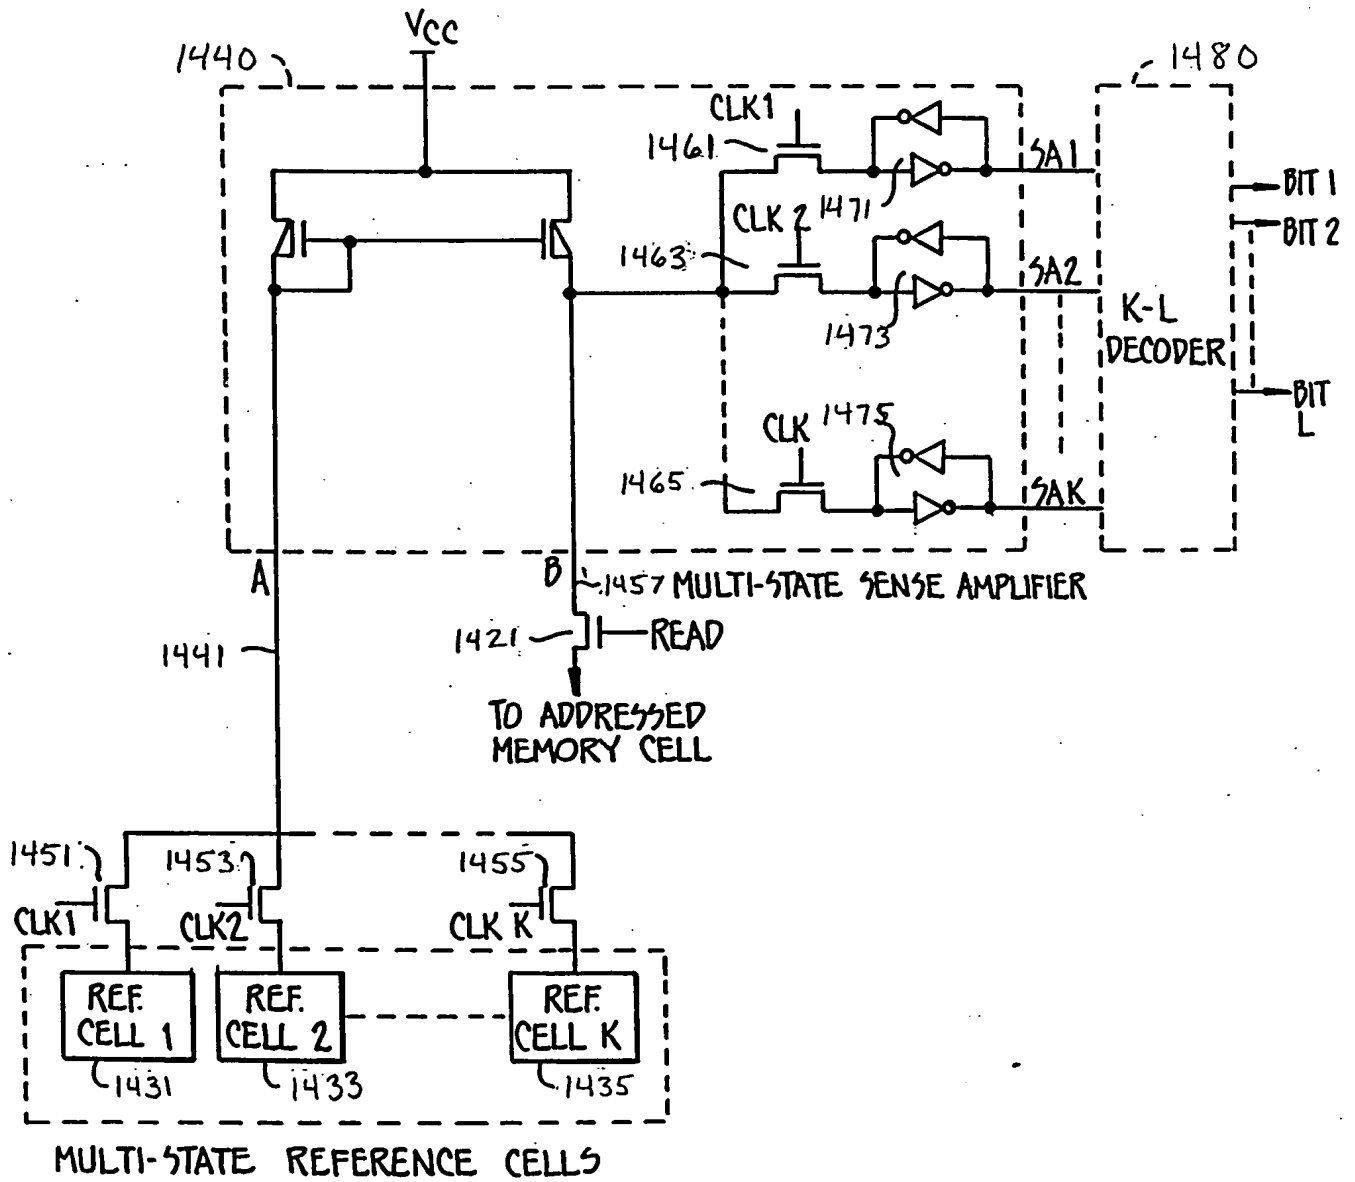 VCC
1440
1480
CLK1
1461
SA1
BIT 1
1471
CLK 2
BIT 2
1463
SA2
K-L
DECODER
1473
BIT
L
CLK
1475
1465
SAK
A
B
1457
MULTI-STATE SENSE AMPLIFIER
1421
READ
1441
TO ADDRESSED
MEMORY CELL
1451
1453
1455
CLK1
CLK2
CLK K
REF.
CELL 1
REF.
CELL 2
REF.
CELL K
1431
1433
1435
MULTI-STATE REFERENCE CELLS